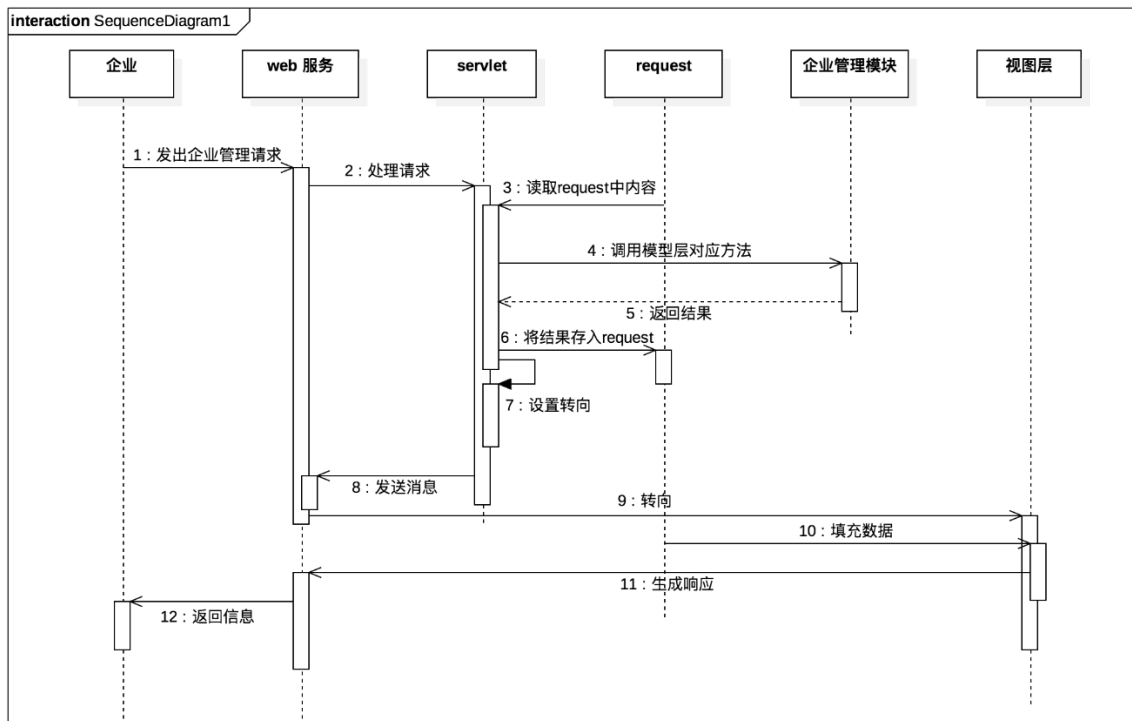 interaction SequenceDiagram1
企业
web 服务
servlet
request
企业管理模块
视图层
1 : 发出企业管理请求
2 : 处理请求
3 : 读取request中内容
4 : 调用模型层对应方法
5 : 返回结果
6 : 将结果存入request
7 : 设置转向
8 : 发送消息
9 : 转向
10 : 填充数据
11 : 生成响应
12 : 返回信息